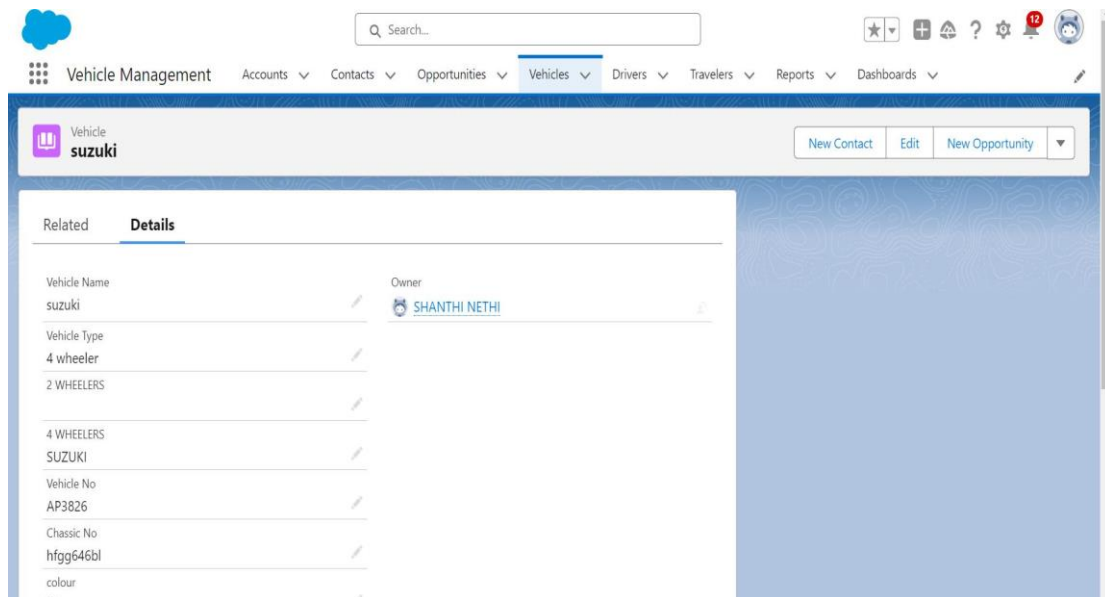 Search...
12
Vehicle Management Accounts Contacts Opportunities Vehicles Drivers Travelers Reports Dashboards
Vehicle
suzuki
New Contact Edit New Opportunity
Related Details
Vehicle Name
suzuki
Owner
SHANTHI NETHI
Vehicle Type
4 wheeler
2 WHEELERS
4 WHEELERS
SUZUKI
Vehicle No
AP3826
Chassic No
hfgg646bl
colour